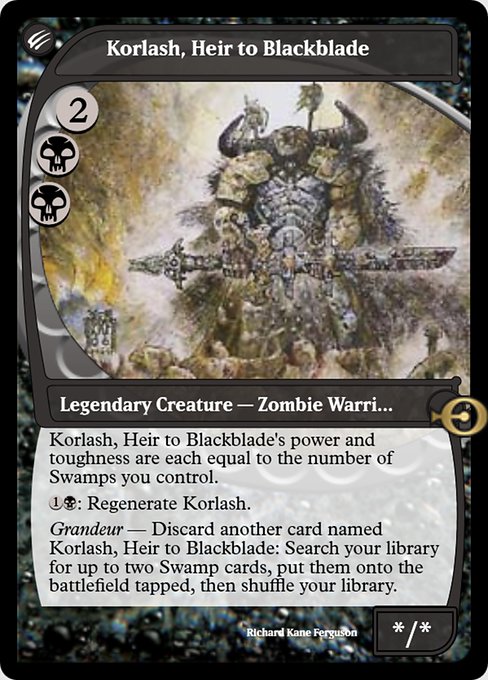 Korlash, Heir to Blackblade
2
Legendary Creature — Zombie Warri...
Korlash, Heir to Blackblade's power and
toughness are each equal to the number of
Swamps you control.
1: Regenerate Korlash.
Grandeur — Discard another card named
Korlash, Heir to Blackblade: Search your library
for up to two Swamp cards, put them onto the
battlefield tapped, then shuffle your library.
Richard Kane Ferguson
*/*